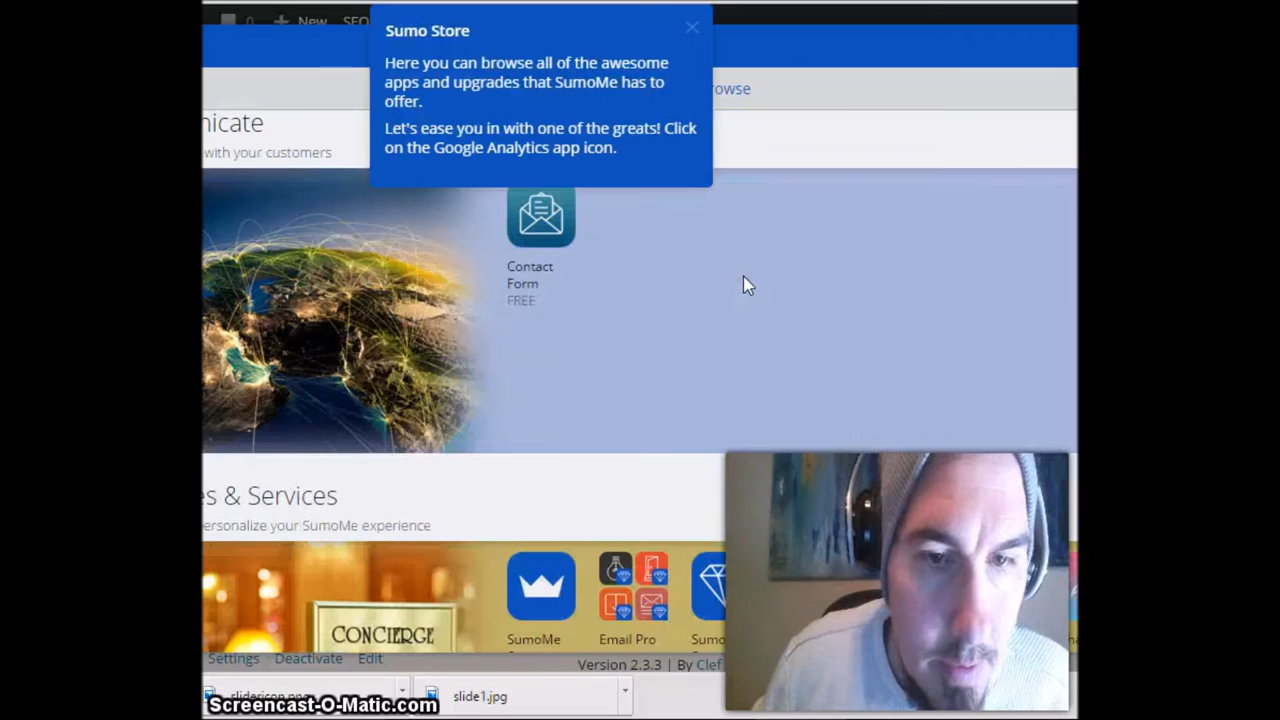 0 New SEO
Sumo Store
Here you can browse all of the awesome
apps and upgrades that SumoMe has to
offer.
Let's ease you in with one of the greats! Click
on the Google Analytics app icon.
rowse
nicate
with your customers
Contact
Form
FREE
es & Services
ersonalize your SumoMe experience
CONCIERGE
SumoMe
Email Pro
Sumo
Settings Deactivate Edit
Version 2.3.3 | By Clef
slidericon.png
slide1.jpg
Screencast-O-Matic.com